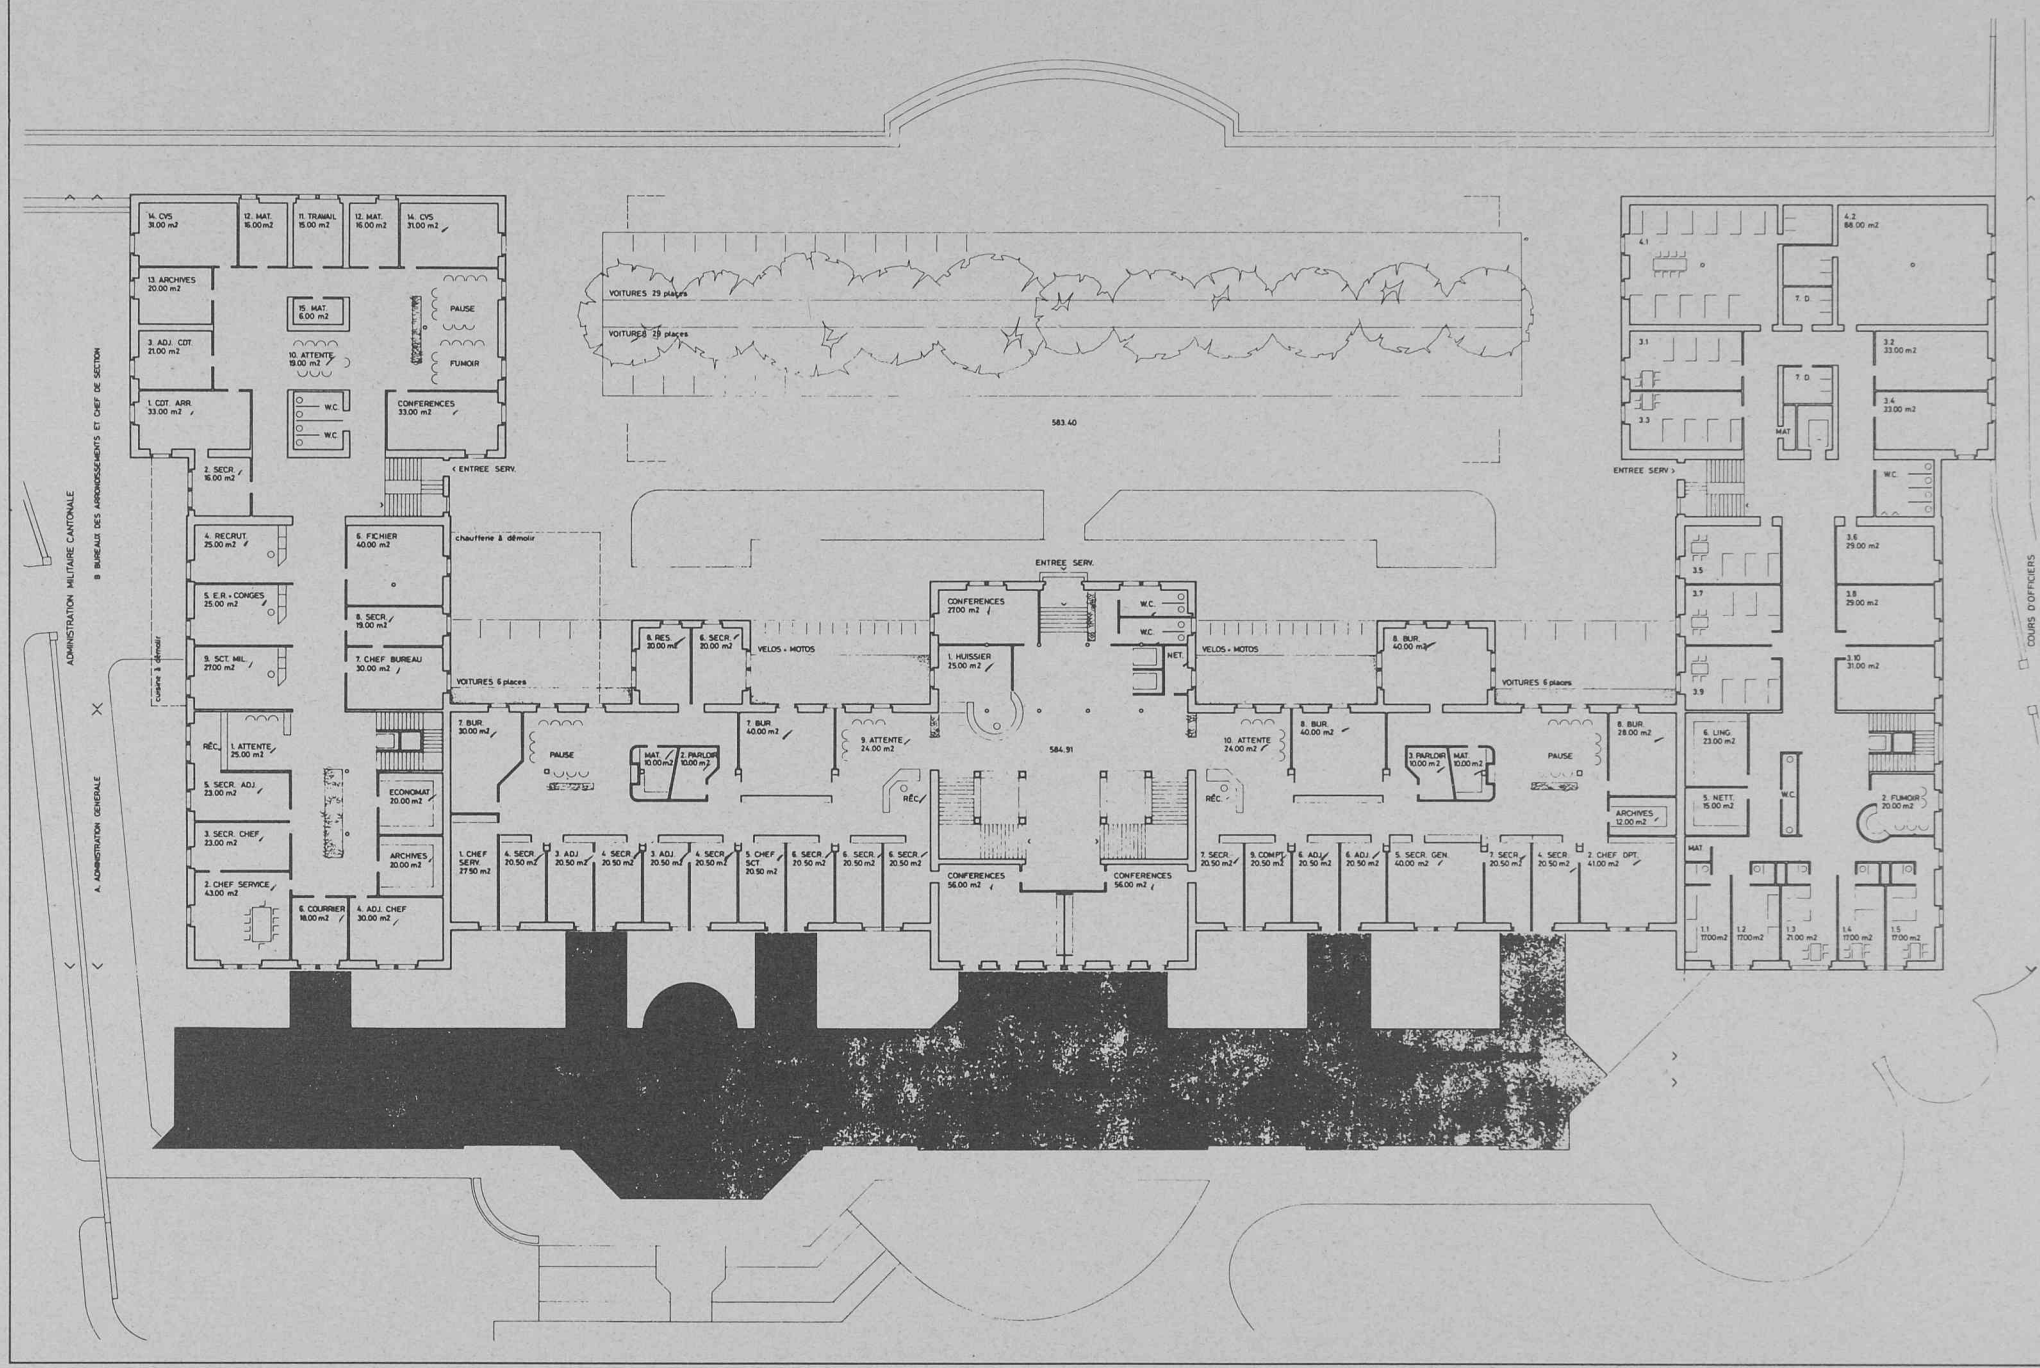 14. CVS
31.00 m2
12. MAT.
16.00 m2
11. TRAVAIL
15.00 m2
12. MAT.
16.00 m2
14. CVS
31.00 m2
13. ARCHIVES
20.00 m2
15. MAT.
6.00 m2
PAUSE
3. ADJ. CDT.
21.00 m2
10. ATTENTE
19.00 m2
FUMOIR
1. CDT. ARR.
33.00 m2
W.C.
W.C.
CONFERENCES
33.00 m2
2. SECR.
16.00 m2
< ENTREE SERV.
4. RECRUT.
25.00 m2
6. FICHIER
40.00 m2
chaufferie à démolir
5. E.R. + CONGES
25.00 m2
8. SECR.
19.00 m2
9. SCT. MIL.
27.00 m2
7. CHEF BUREAU
30.00 m2
cuisine à démolir
ADMINISTRATION MILITAIRE CANTONALE
B BUREAUX DES ARRONDISSEMENTS ET CHEF DE SECTION
A. ADMINISTRATION GENERALE
RÉC.
1. ATTENTE
25.00 m2
5. SECR. ADJ.
23.00 m2
ECONOMAT
20.00 m2
3. SECR. CHEF
23.00 m2
ARCHIVES
20.00 m2
2. CHEF SERVICE
43.00 m2
6. COURRIER
18.00 m2
4. ADJ. CHEF
30.00 m2
VOITURES 29 places
VOITURES 29 places
583.40
VOITURES 6 places
8. RES.
20.00 m2
6. SECR.
20.00 m2
VELOS + MOTOS
7. BUR.
30.00 m2
PAUSE
MAT.
10.00 m2
2. PARLOIR
10.00 m2
7. BUR.
40.00 m2
9. ATTENTE
24.00 m2
RÉC.
1. CHEF
SERV.
27.50 m2
4. SECR.
20.50 m2
3. ADJ.
20.50 m2
4. SECR.
20.50 m2
3. ADJ.
20.50 m2
4. SECR.
20.50 m2
5. CHEF
SCT.
20.50 m2
6. SECR.
20.50 m2
6. SECR.
20.50 m2
6. SECR.
20.50 m2
ENTREE SERV.
CONFERENCES
27.00 m2
W.C.
W.C.
NET.
1. HUISSIER
25.00 m2
584.91
CONFERENCES
56.00 m2
CONFERENCES
56.00 m2
VELOS + MOTOS
8. BUR.
40.00 m2
VOITURES 6 places
10. ATTENTE
24.00 m2
8. BUR.
40.00 m2
3. PARLOIR
10.00 m2
MAT.
10.00 m2
PAUSE
8. BUR.
28.00 m2
RÉC.
ARCHIVES
12.00 m2
7. SECR.
20.50 m2
9. COMPT.
20.50 m2
6. ADJ.
20.50 m2
6. ADJ.
20.50 m2
5. SECR. GEN.
40.00 m2
7. SECR.
20.50 m2
4. SECR.
20.50 m2
2. CHEF DPT.
41.00 m2
4.1
4.2
88.00 m2
T. D.
3.1
3.2
33.00 m2
T. D.
3.3
MAT
3.4
33.00 m2
ENTREE SERV >
W.C.
3.5
3.6
29.00 m2
3.7
3.8
29.00 m2
3.9
3.10
31.00 m2
6. LING.
23.00 m2
5. NETT.
15.00 m2
W.C.
2. FUMOIR
20.00 m2
MAT
1.1
17.00 m2
1.2
17.00 m2
1.3
21.00 m2
1.4
17.00 m2
1.5
17.00 m2
COURS D'OFFICIERS